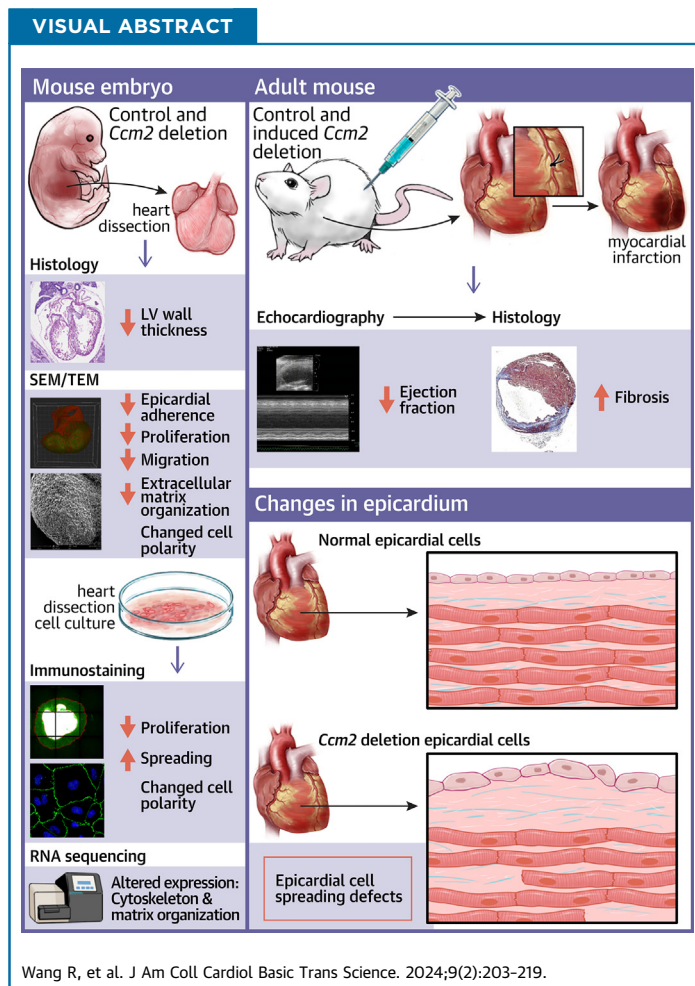 VISUAL ABSTRACT
Mouse embryo
Control and
Ccm2 deletion
heart
dissection
Histology
LV wall
thickness
SEM/TEM
Epicardial
adherence
Proliferation
Migration
Extracellular
matrix
organization
Changed cell
polarity
heart
dissection
cell culture
Immunostaining
Proliferation
Spreading
Changed cell
polarity
RNA sequencing
Altered expression:
Cytoskeleton &
matrix organization
Adult mouse
Control and
induced Ccm2
deletion
myocardial
infarction
Echocardiography
Histology
Ejection
fraction
Fibrosis
Changes in epicardium
Normal epicardial cells
Ccm2 deletion epicardial cells
Epicardial cell
spreading defects
Wang R, et al. J Am Coll Cardiol Basic Trans Science. 2024;9(2):203–219.